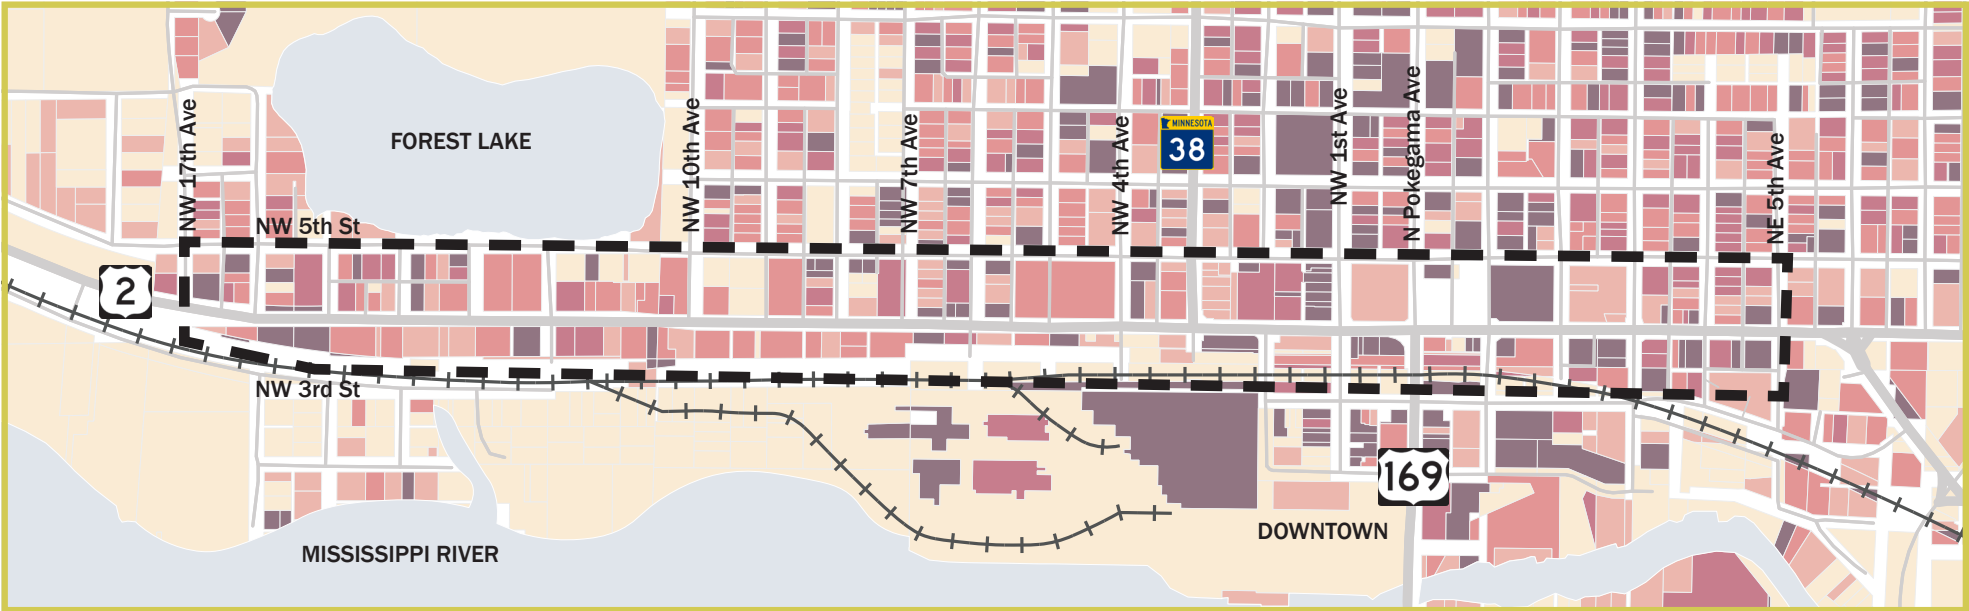 FOREST LAKE
NW 17th Ave
NW 10th Ave
NW 7th Ave
NW 4th Ave
MINNESOTA
38
NW 1st Ave
N Pokegama Ave
NE 5th Ave
NW 5th St
2
NW 3rd St
169
DOWNTOWN
MISSISSIPPI RIVER